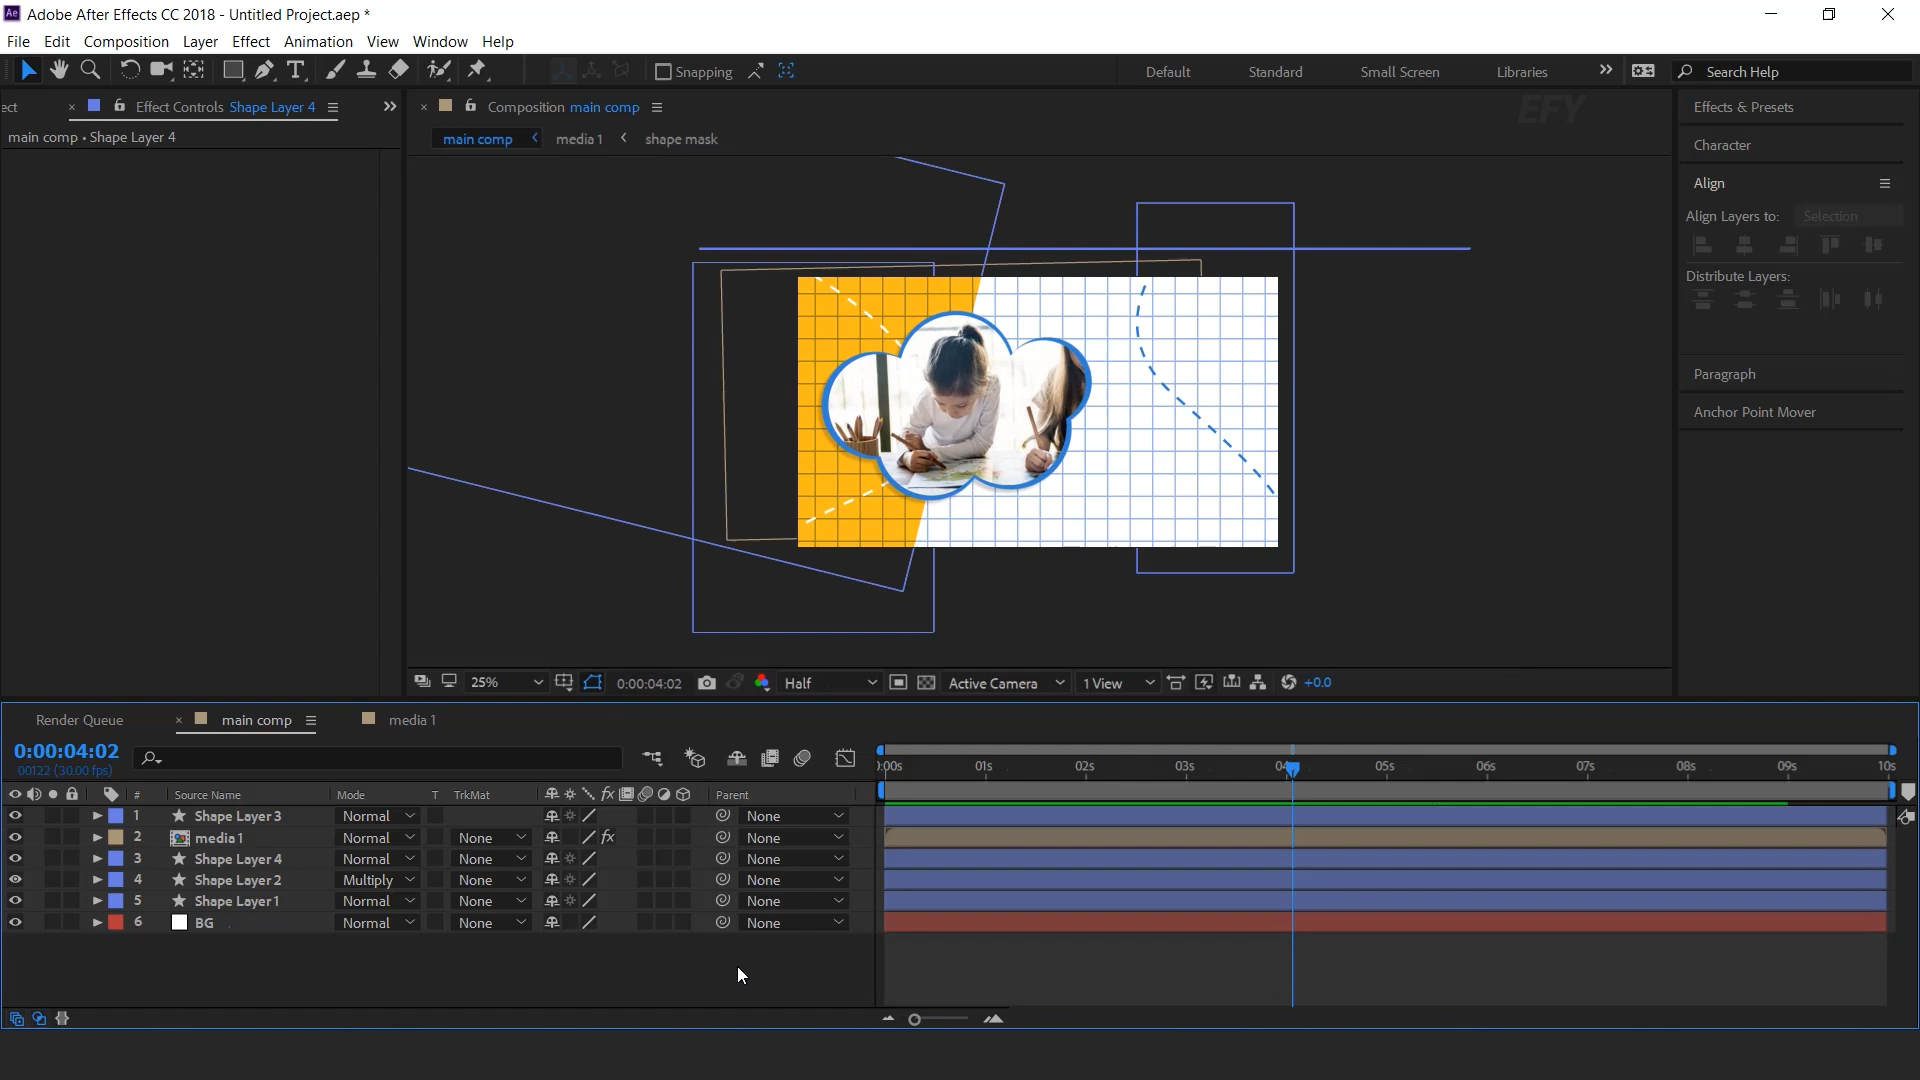 Adobe After Effects CC 2018 - Untitled Project.aep *
File Edit Composition Layer Effect Animation View Window Help
Snapping
Default Standard Small Screen Libraries
Search Help
ect × Effect Controls Shape Layer 4
× Composition main comp
EFY
Effects & Presets
main comp • Shape Layer 4
main comp media 1 shape mask
Character
Align
Align Layers to: Selection
Distribute Layers:
Paragraph
Anchor Point Mover
25% 0:00:04:02 Half Active Camera 1 View +0.0
Render Queue × main comp media 1
0:00:04:02
00122 (30.00 fps)
):00s 01s 02s 03s 04 05s 06s 07s 08s 09s 10s
# Source Name Mode T TrkMat fx Parent
1 Shape Layer 3 Normal None
2 media 1 Normal None fx None
3 Shape Layer 4 Normal None None
4 Shape Layer 2 Multiply None None
5 Shape Layer 1 Normal None None
6 BG Normal None None